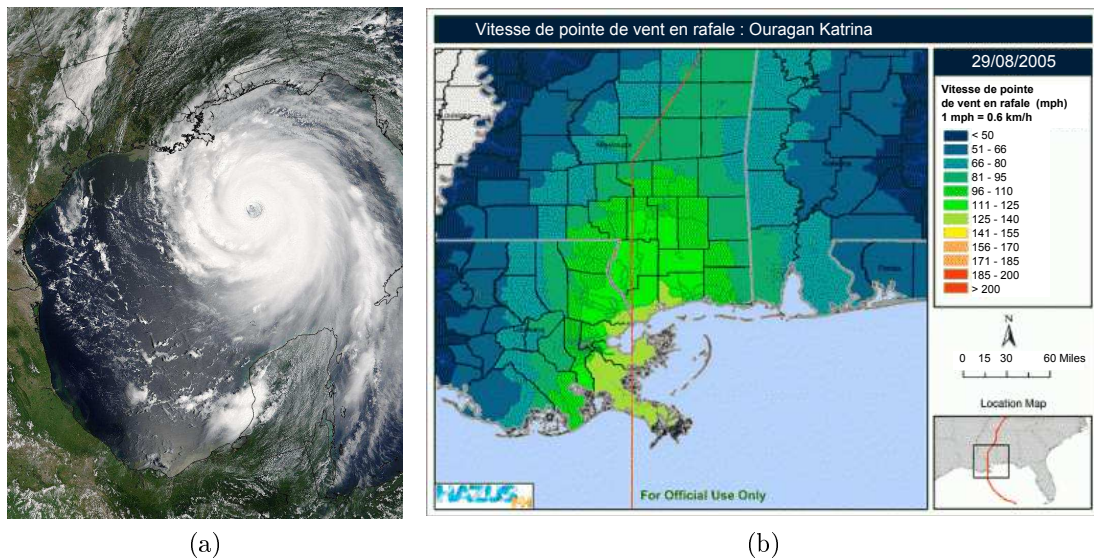 Vitesse de pointe de vent en rafale : Ouragan Katrina
29/08/2005
Vitesse de pointe
de vent en rafale (mph)
1 mph = 0.6 km/h
< 50
51 - 66
66 - 80
81 - 95
96 - 110
111 - 125
125 - 140
141 - 155
156 - 170
171 - 185
185 - 200
> 200
N
0 15 30 60 Miles
Location Map
HAZUS
For Official Use Only
(a)
(b)